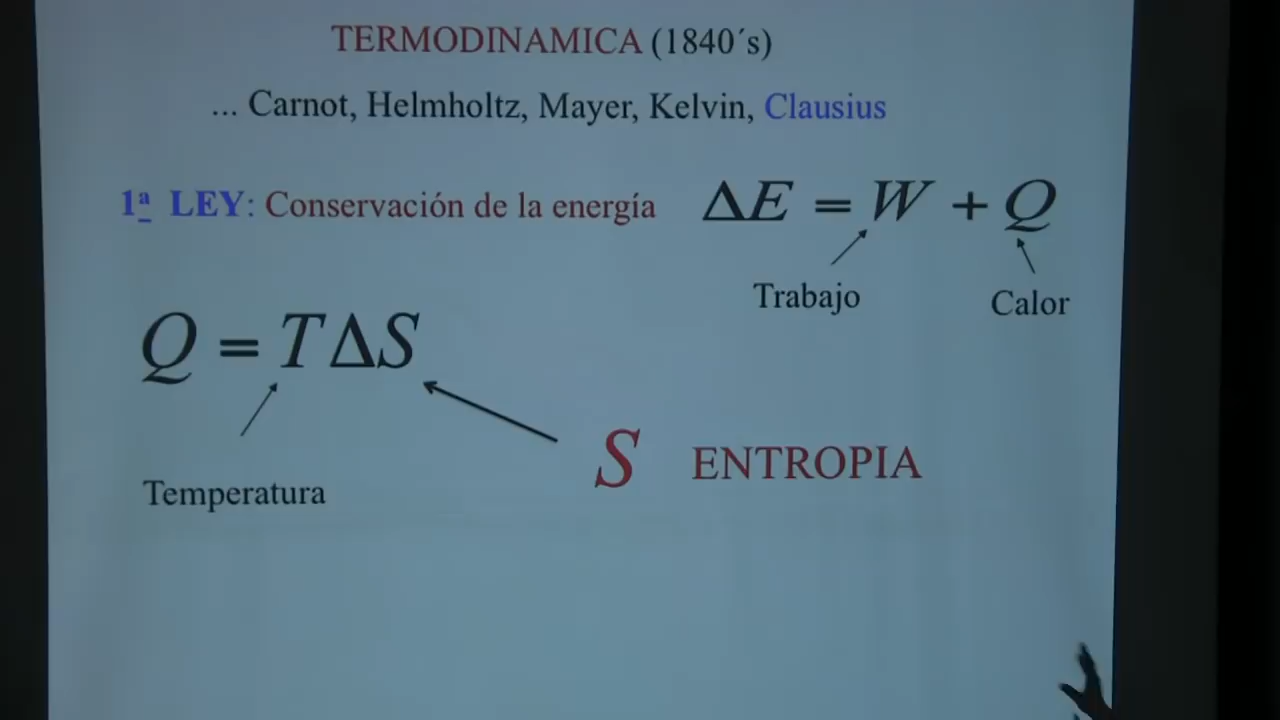 TERMODINAMICA (1840´s)
... Carnot, Helmholtz, Mayer, Kelvin, Clausius
1ª LEY: Conservación de la energía ΔE = W + Q
Trabajo Calor
Q = TΔS
S ENTROPIA
Temperatura